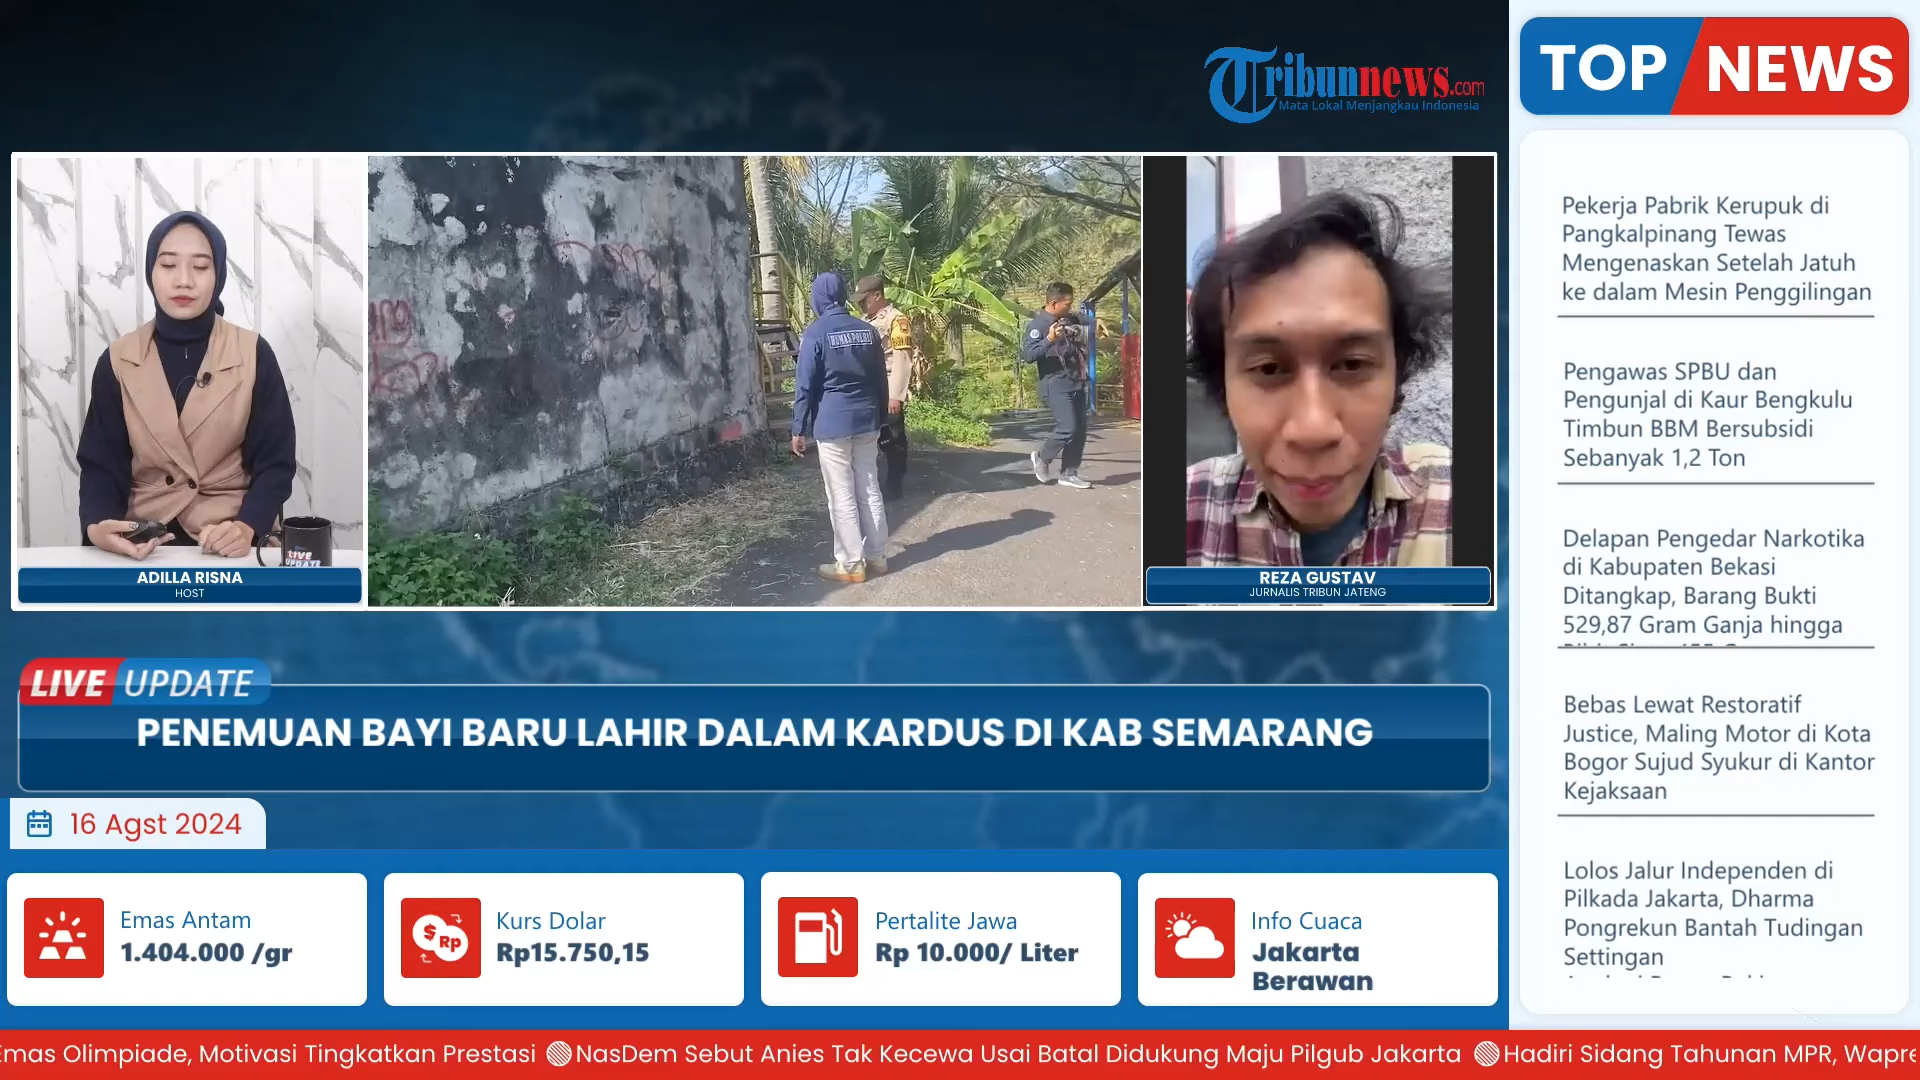 Tribunnews.com
Mata Lokal Menjangkau Indonesia
TOP NEWS
HUMAS POLRI
LIVE
UPDATE
ADILLA RISNA
HOST
REZA GUSTAV
JURNALIS TRIBUN JATENG
LIVE UPDATE
PENEMUAN BAYI BARU LAHIR DALAM KARDUS DI KAB SEMARANG
16 Agst 2024
Emas Antam
1.404.000 /gr
Kurs Dolar
Rp15.750,15
Pertalite Jawa
Rp 10.000/ Liter
Info Cuaca
Jakarta
Berawan
Pekerja Pabrik Kerupuk di
Pangkalpinang Tewas
Mengenaskan Setelah Jatuh
ke dalam Mesin Penggilingan
Pengawas SPBU dan
Pengunjal di Kaur Bengkulu
Timbun BBM Bersubsidi
Sebanyak 1,2 Ton
Delapan Pengedar Narkotika
di Kabupaten Bekasi
Ditangkap, Barang Bukti
529,87 Gram Ganja hingga
Bebas Lewat Restoratif
Justice, Maling Motor di Kota
Bogor Sujud Syukur di Kantor
Kejaksaan
Lolos Jalur Independen di
Pilkada Jakarta, Dharma
Pongrekun Bantah Tudingan
Settingan
Emas Olimpiade, Motivasi Tingkatkan Prestasi NasDem Sebut Anies Tak Kecewa Usai Batal Didukung Maju Pilgub Jakarta Hadiri Sidang Tahunan MPR, Wapre